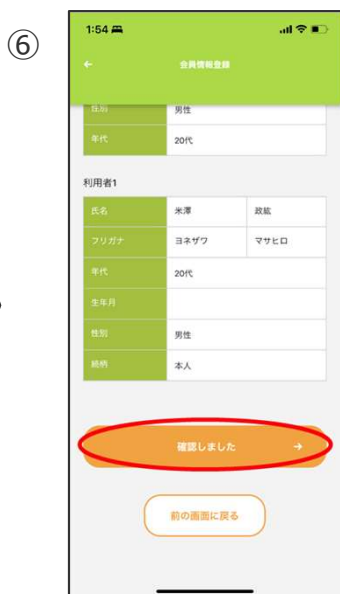 ⑥
1:54
会員情報登録
性別 男性
年代 20代
利用者1
氏名 米澤 政紘
フリガナ ヨネザワ マサヒロ
年代 20代
生年月
性別 男性
続柄 本人
確認しました →
前の画面に戻る